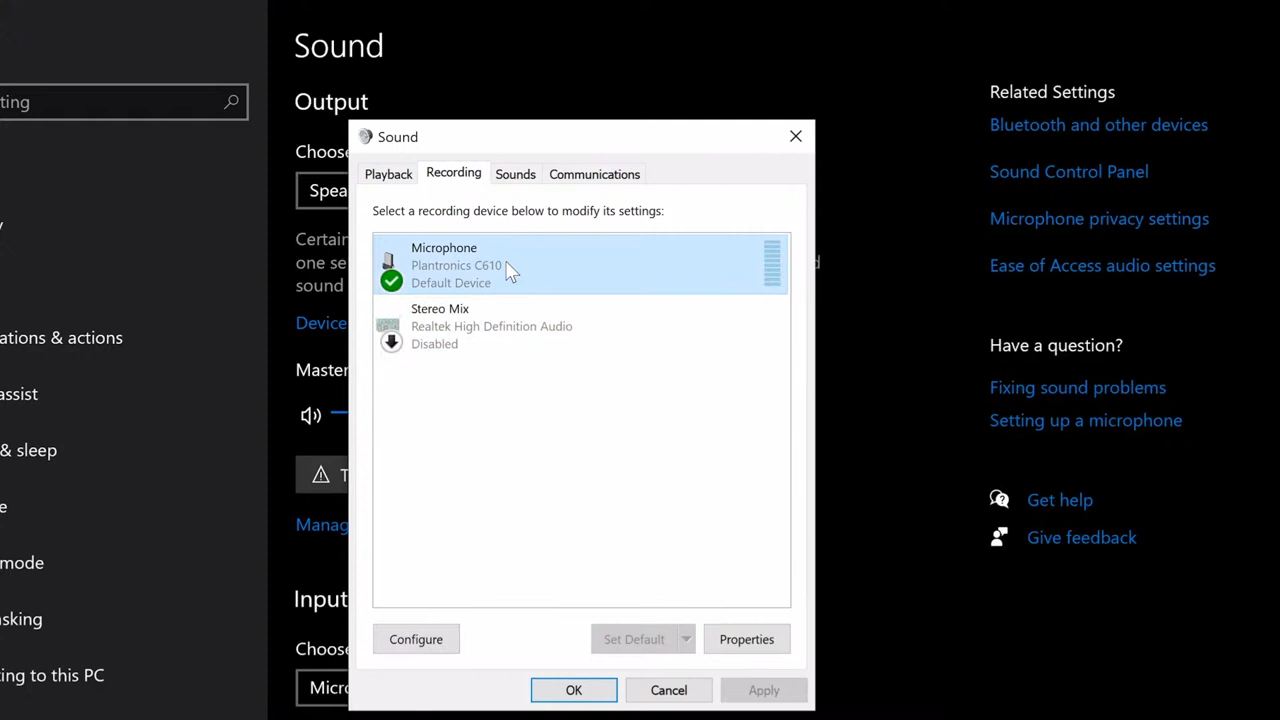 ting
ations & actions
assist
& sleep
e
mode
asking
ting to this PC
Sound
Output
Choose
Spea
Certain
one se
sound
Device
Master
T
Manag
Input
Choose
Micro
Sound
Playback
Recording
Sounds
Communications
Select a recording device below to modify its settings:
Microphone
Plantronics C610
Default Device
Stereo Mix
Realtek High Definition Audio
Disabled
Configure
Set Default
Properties
OK
Cancel
Apply
Related Settings
Bluetooth and other devices
Sound Control Panel
Microphone privacy settings
Ease of Access audio settings
Have a question?
Fixing sound problems
Setting up a microphone
Get help
Give feedback